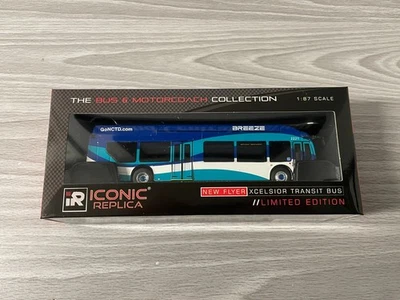 THE BUS & MOTORCOACH COLLECTION 1:87 SCALE
GoNCTD.com BREEZE
iR ICONIC REPLICA
NEW FLYER XCELSIOR TRANSIT BUS
//LIMITED EDITION